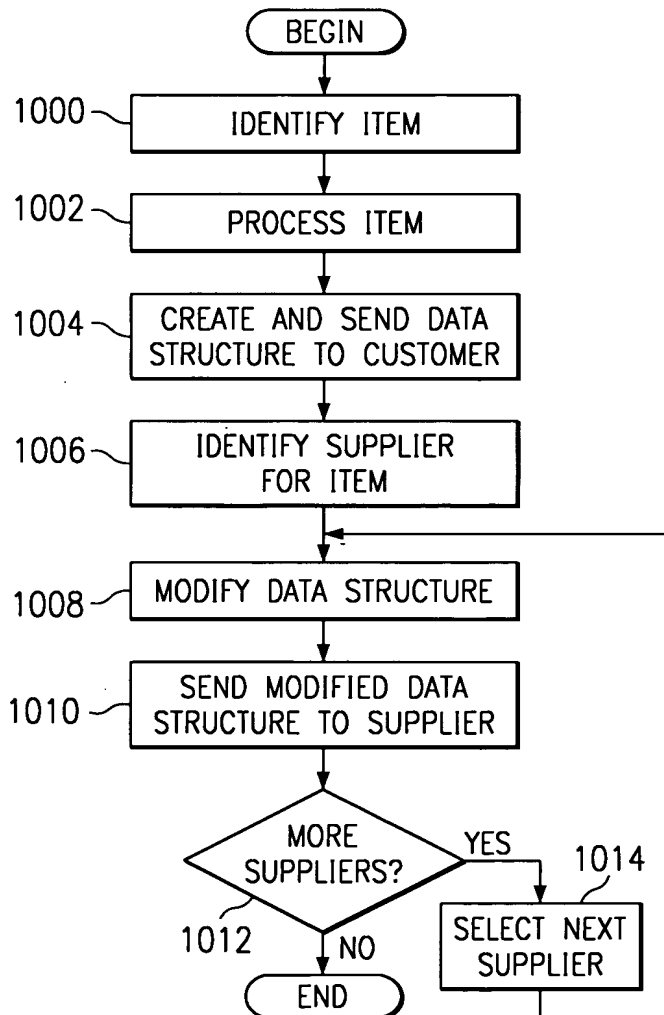 BEGIN
1000
IDENTIFY ITEM
1002
PROCESS ITEM
1004
CREATE AND SEND DATA
STRUCTURE TO CUSTOMER
1006
IDENTIFY SUPPLIER
FOR ITEM
1008
MODIFY DATA STRUCTURE
1010
SEND MODIFIED DATA
STRUCTURE TO SUPPLIER
MORE
SUPPLIERS?
YES
1012
NO
1014
SELECT NEXT
SUPPLIER
END